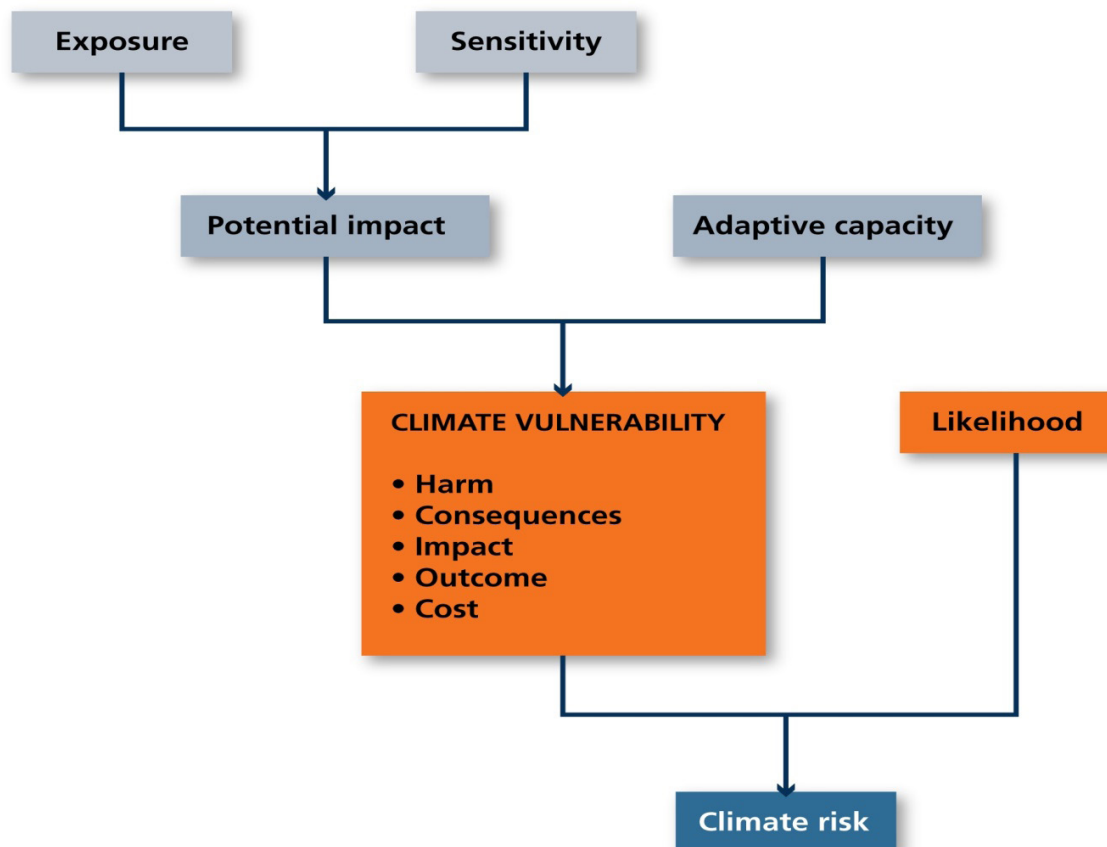 Exposure
Sensitivity
Potential impact
Adaptive capacity
CLIMATE VULNERABILITY
• Harm
• Consequences
• Impact
• Outcome
• Cost
Likelihood
Climate risk